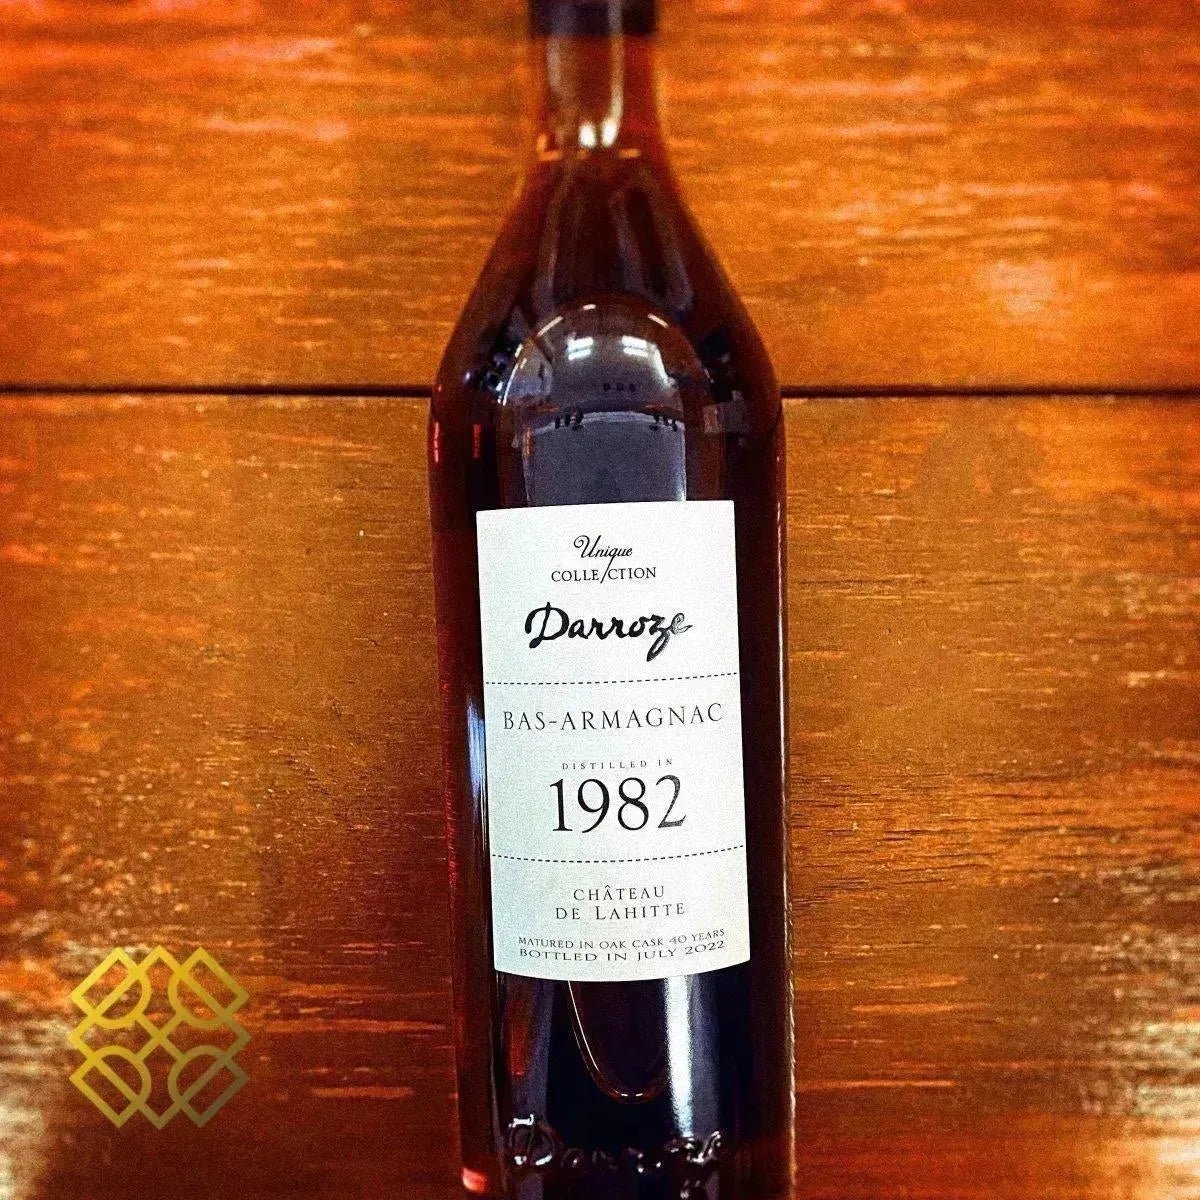 Unique
COLLECTION
Darroze
BAS-ARMAGNAC
DISTILLED IN
1982
CHÂTEAU
DE LAHITTE
MATURED IN OAK CASK 40 YEARS
BOTTLED IN JULY 2022
Darroze